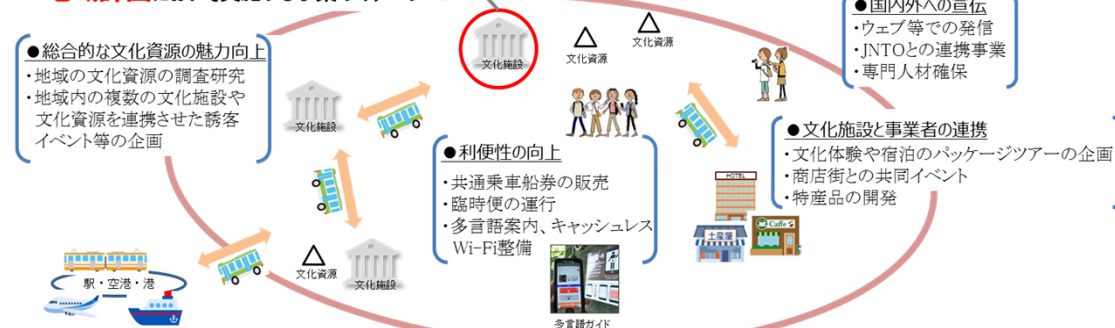 ●総合的な文化資源の魅力向上
・地域の文化資源の調査研究
・地域内の複数の文化施設や
文化資源を連携させた誘客
イベント等の企画
文化施設
文化施設
文化資源
文化資源
●国内外への宣伝
・ウェブ等での発信
・JNTOとの連携事業
・専門人材確保
●利便性の向上
・共通乗車船券の販売
・臨時便の運行
・多言語案内、キャッシュレス
Wi-Fi整備
●文化施設と事業者の連携
・文化体験や宿泊のパッケージツアーの企画
・商店街との共同イベント
・特産品の開発
HOTEL
土産屋
Caffe
駅・空港・港
文化資源
文化施設
多言語ガイド